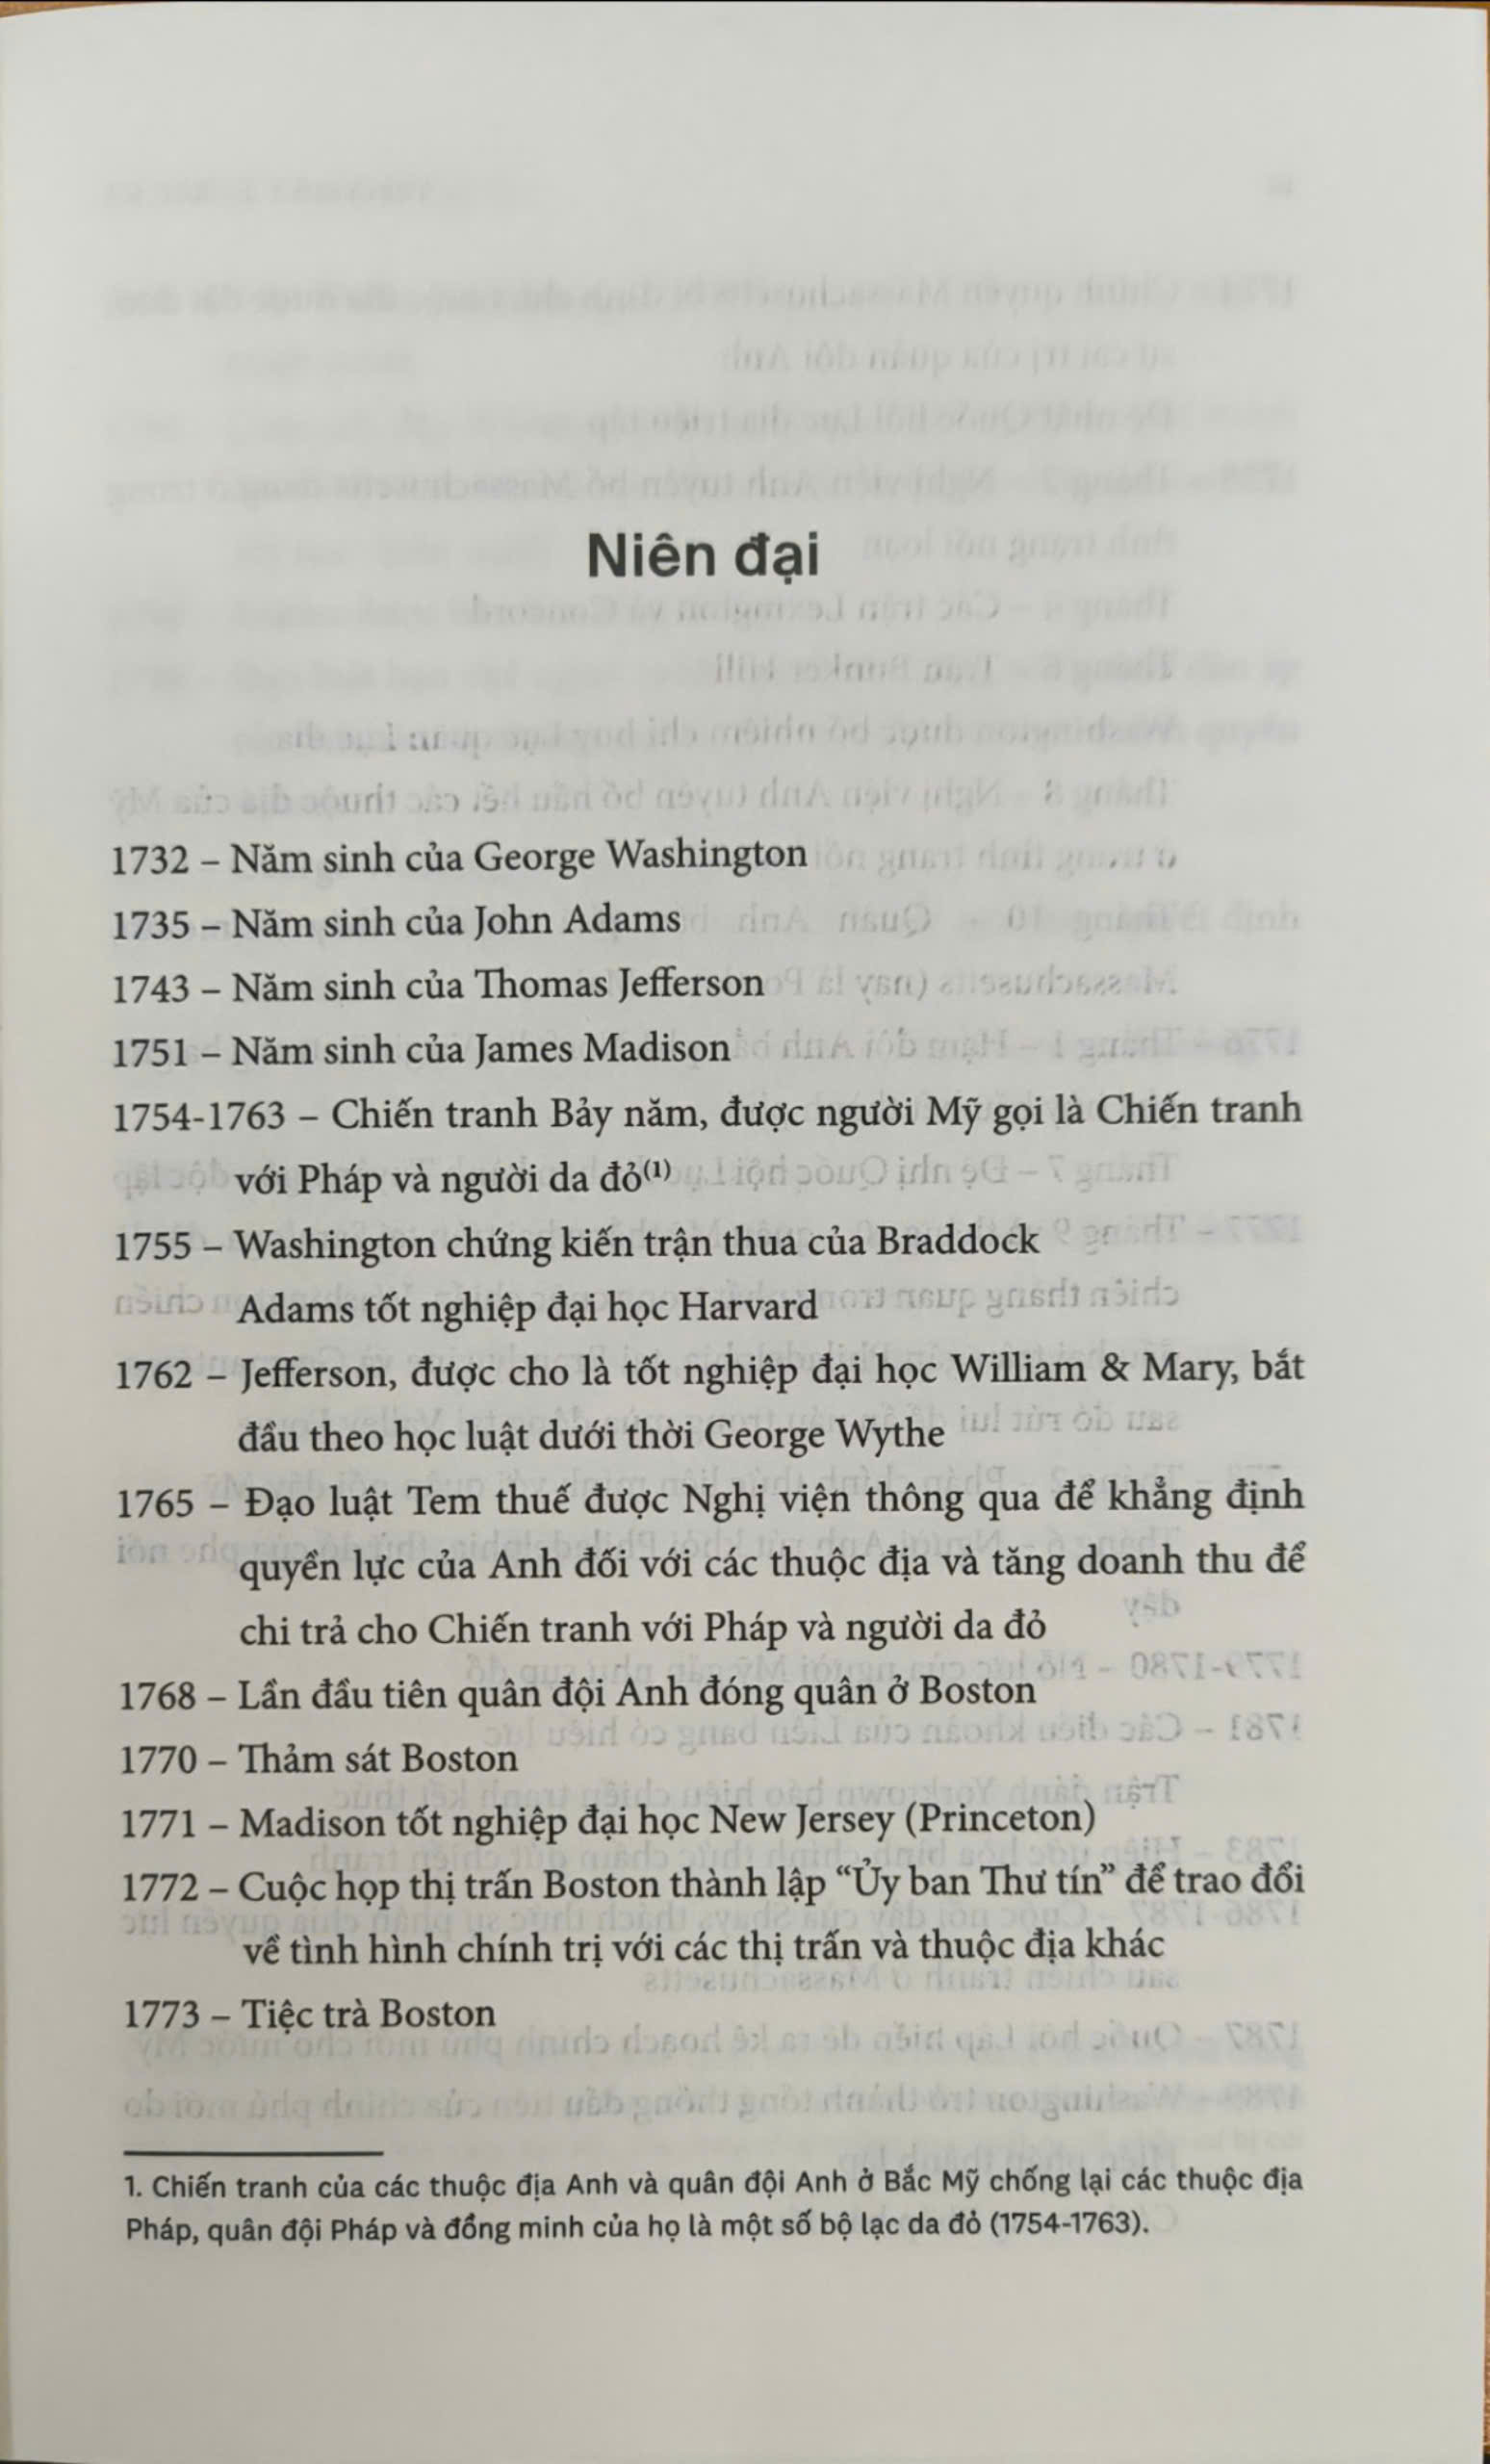 Niên đại
1732 – Năm sinh của George Washington
1735 – Năm sinh của John Adams
1743 – Năm sinh của Thomas Jefferson
1751 – Năm sinh của James Madison
1754-1763 – Chiến tranh Bảy năm, được người Mỹ gọi là Chiến tranh
với Pháp và người da đỏ(1)
1755 – Washington chứng kiến trận thua của Braddock
Adams tốt nghiệp đại học Harvard
1762 – Jefferson, được cho là tốt nghiệp đại học William & Mary, bắt
đầu theo học luật dưới thời George Wythe
1765 – Đạo luật Tem thuế được Nghị viện thông qua để khẳng định
quyền lực của Anh đối với các thuộc địa và tăng doanh thu để
chi trả cho Chiến tranh với Pháp và người da đỏ
1768 – Lần đầu tiên quân đội Anh đóng quân ở Boston
1770 – Thảm sát Boston
1771 – Madison tốt nghiệp đại học New Jersey (Princeton)
1772 – Cuộc họp thị trấn Boston thành lập “Ủy ban Thư tín” để trao đổi
về tình hình chính trị với các thị trấn và thuộc địa khác
1773 – Tiệc trà Boston
1. Chiến tranh của các thuộc địa Anh và quân đội Anh ở Bắc Mỹ chống lại các thuộc địa
Pháp, quân đội Pháp và đồng minh của họ là một số bộ lạc da đỏ (1754-1763).